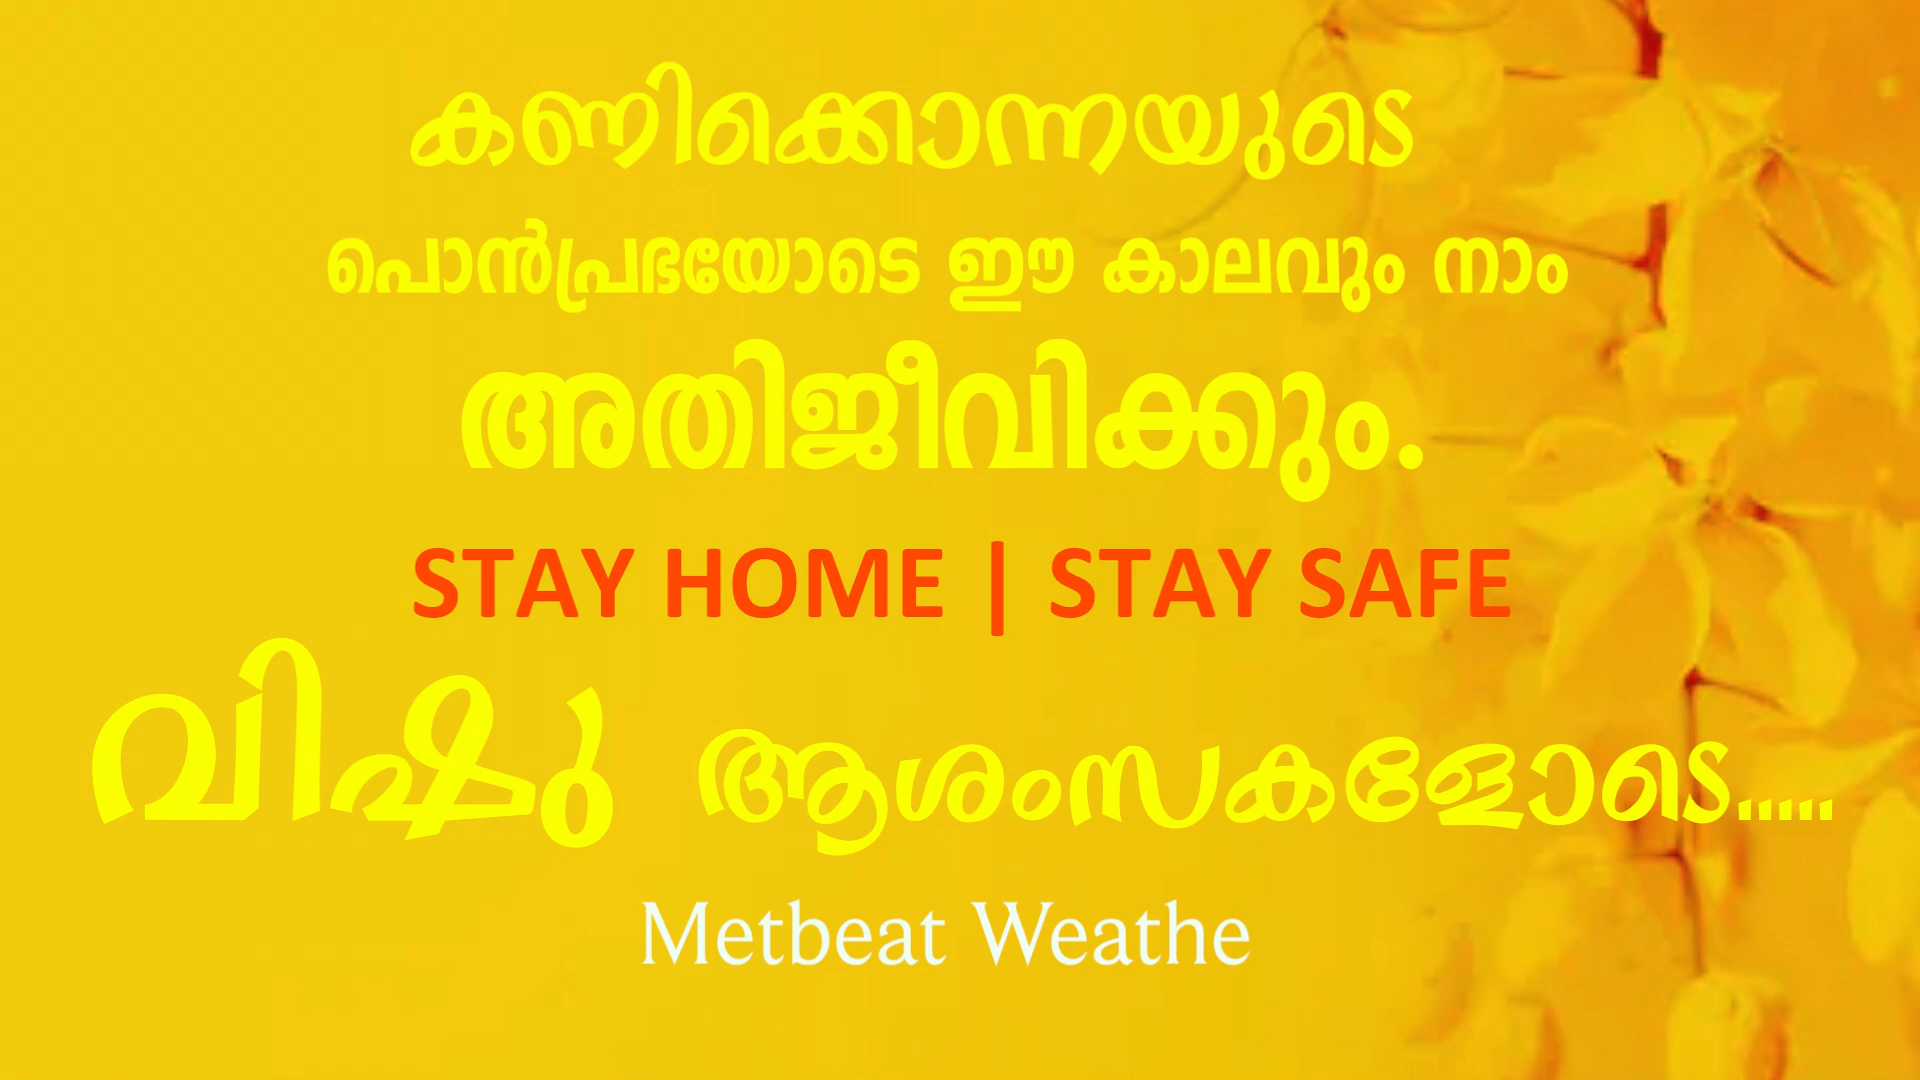 കണിക്കൊന്നയുടെ
പൊൻപ്രഭയോടെ ഈ കാലവും നാം
അതിജീവിക്കും.
STAY HOME | STAY SAFE
വിഷു ആശംസകളോടെ.....
Metbeat Weathe